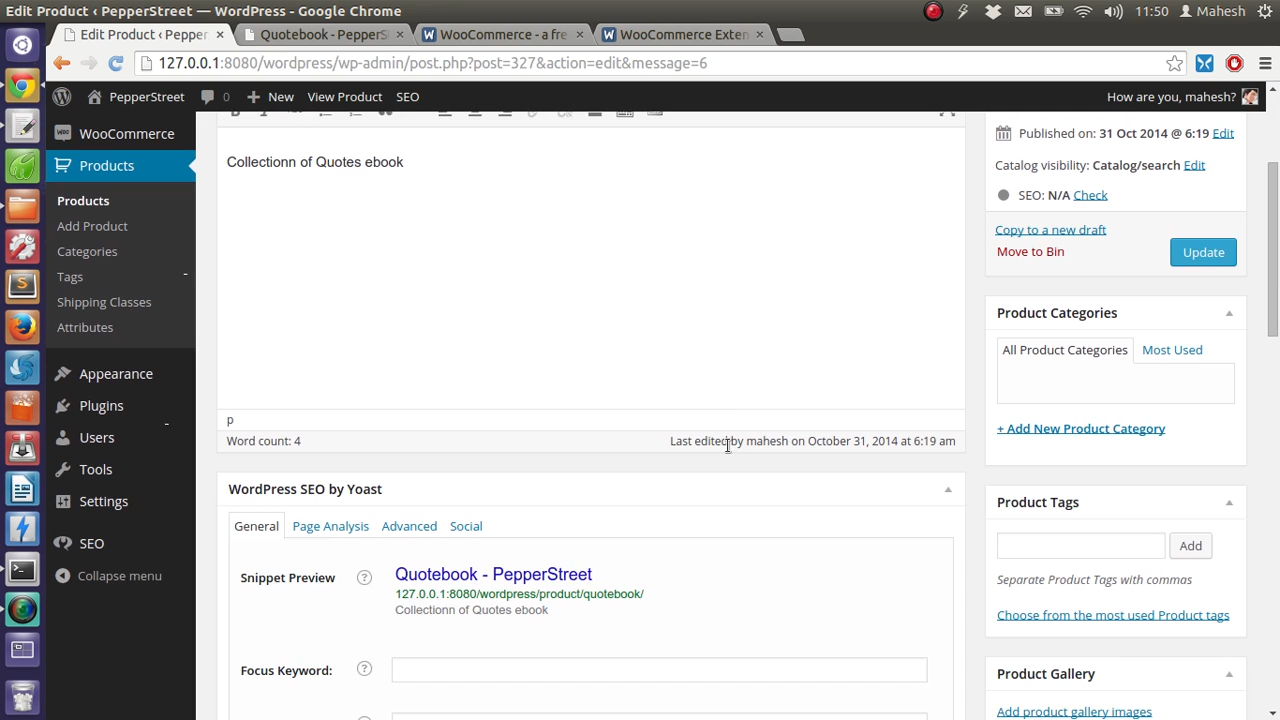 Edit Product ‹ PepperStreet — WordPress - Google Chrome
11:50 Mahesh
Edit Product ‹ Pepper
Quotebook - PepperS
WooCommerce - a fre
WooCommerce Exten
127.0.0.1:8080/wordpress/wp-admin/post.php?post=327&action=edit&message=6
PepperStreet 0 New View Product SEO How are you, mahesh?
WooCommerce
Products
Products
Add Product
Categories
Tags
Shipping Classes
Attributes
Appearance
Plugins
Users
Tools
Settings
SEO
Collapse menu
Collectionn of Quotes ebook
p
Word count: 4
Last edited by mahesh on October 31, 2014 at 6:19 am
WordPress SEO by Yoast
General Page Analysis Advanced Social
Snippet Preview ? Quotebook - PepperStreet
127.0.0.1:8080/wordpress/product/quotebook/
Collectionn of Quotes ebook
Focus Keyword: ?
Published on: 31 Oct 2014 @ 6:19 Edit
Catalog visibility: Catalog/search Edit
SEO: N/A Check
Copy to a new draft
Move to Bin
Update
Product Categories
All Product Categories Most Used
+ Add New Product Category
Product Tags
Add
Separate Product Tags with commas
Choose from the most used Product tags
Product Gallery
Add product gallery images